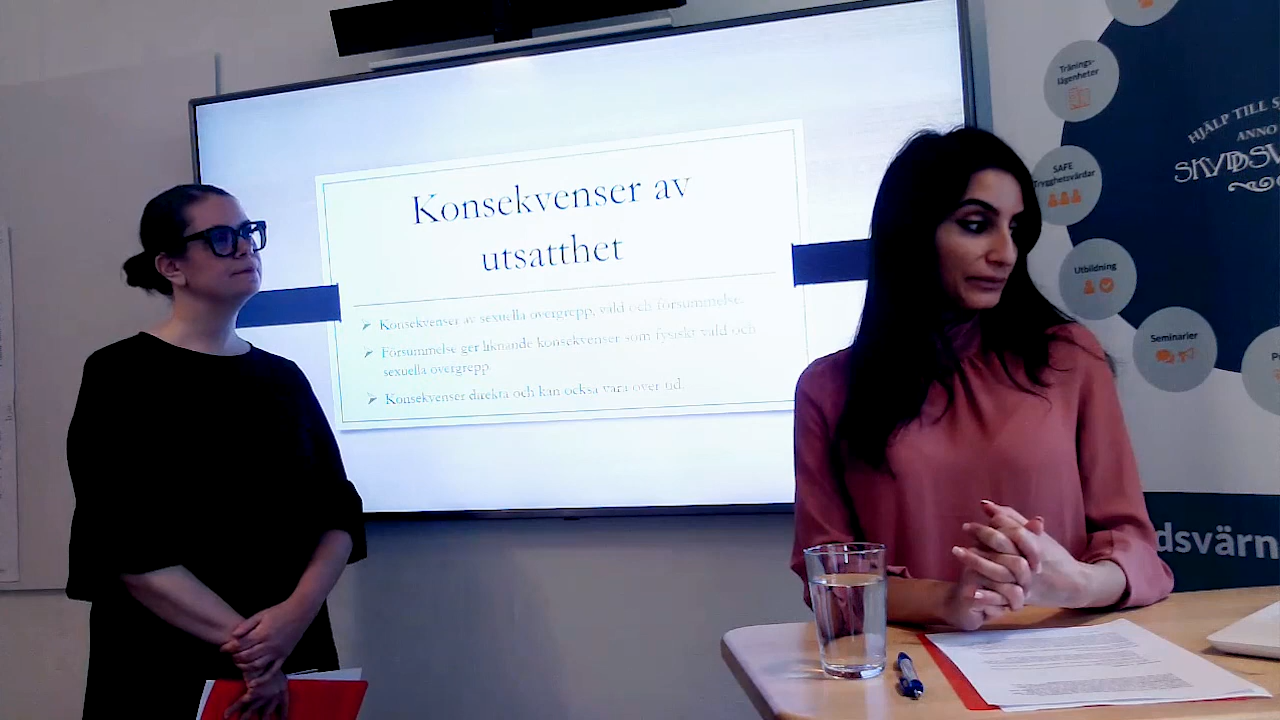 Konsekvenser av
utsatthet
Konsekvenser av sexuella övergrepp, våld och försummelse.
Försummelse ger liknande konsekvenser som fysiskt våld och
sexuella övergrepp.
Konsekvenser direkta och kan också vara över tid.
Tränings-
lägenheter
SAFE
Trygghetsvärdar
Utbildning
Seminarier
HJÄLP TILL
ANNO
dsvärn